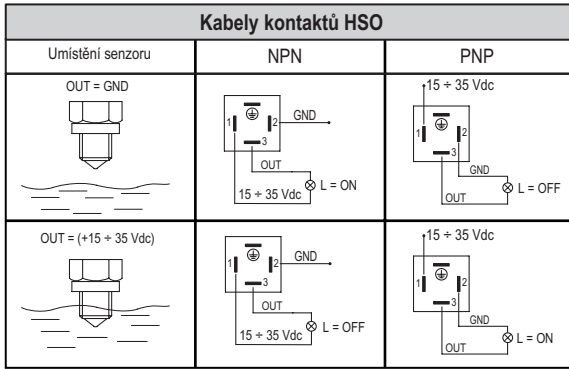 Kabely kontaktů HSO
Umístění senzoru
NPN
PNP
OUT = GND
1
2
3
GND
OUT
15 ÷ 35 Vdc
L = ON
15 ÷ 35 Vdc
1
2
3
GND
OUT
L = OFF
OUT = (+15 ÷ 35 Vdc)
1
2
3
GND
OUT
15 ÷ 35 Vdc
L = OFF
15 ÷ 35 Vdc
1
2
3
GND
OUT
L = ON